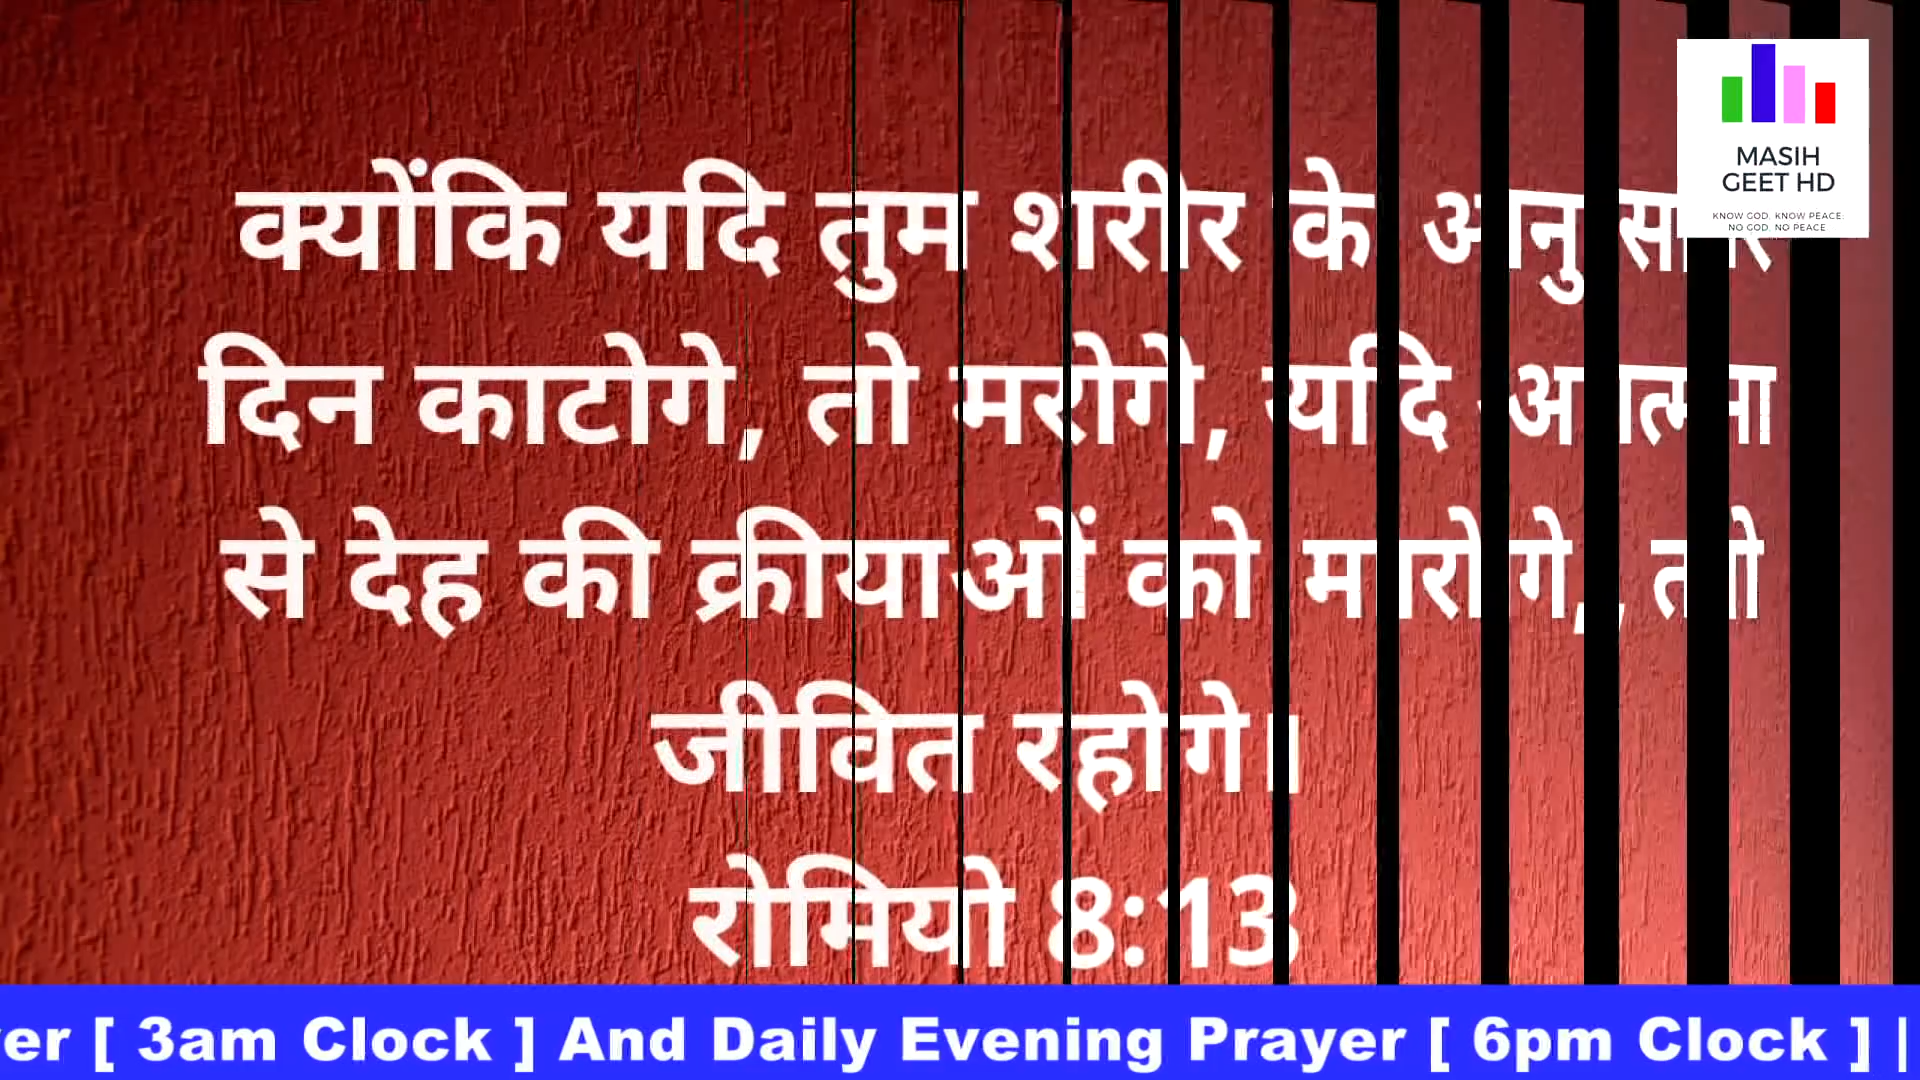 क्योंकि यदि तुम शरीर के अनुसार
दिन काटोगे, तो मरोगे, यदि आत्मा
से देह की क्रीयाओं को मारोगे, तो
जीवित रहोगे।
रोमियो 8:13
MASIH
GEET HD
KNOW GOD, KNOW PEACE;
NO GOD, NO PEACE
er [ 3am Clock ] And Daily Evening Prayer [ 6pm Clock ] |